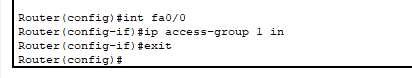 Router(config)#int fa0/0
Router(config-if)#ip access-group 1 in
Router(config-if)#exit
Router(config)#